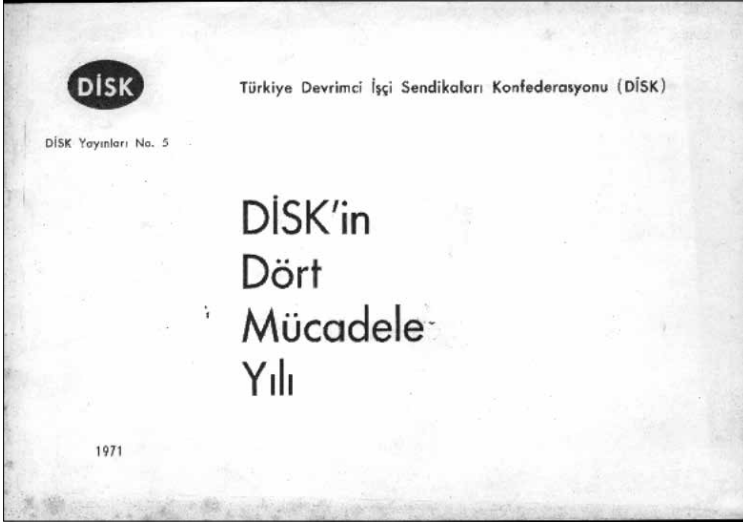 DİSK
Türkiye Devrimci İşçi Sendikaları Konfederasyonu (DİSK)
DİSK Yayınları No. 5
DİSK'in
Dört
Mücadele
Yılı
1971